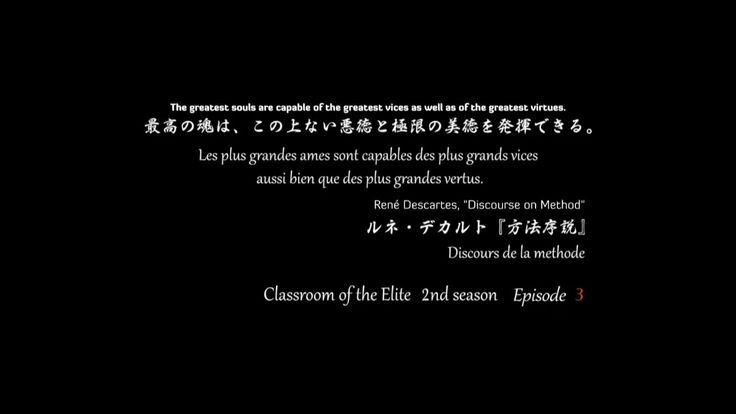 The greatest souls are capable of the greatest vices as well as of the greatest virtues.
最高の魂は、この上ない悪徳と極限の美徳を発揮できる。
Les plus grandes ames sont capables des plus grands vices
aussi bien que des plus grandes vertus.
René Descartes, "Discourse on Method"
ルネ・デカルト『方法序説』
Discours de la methode
Classroom of the Elite 2nd season Episode 3